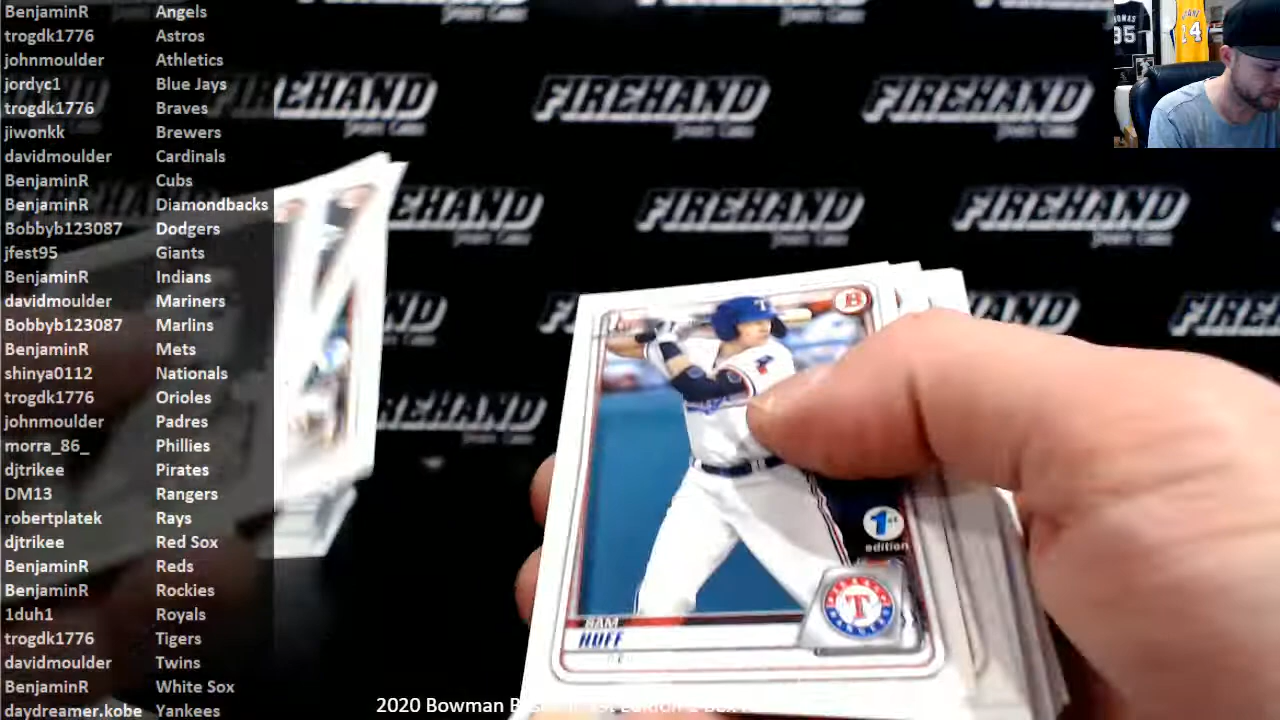 BenjaminR Angels
trogdk1776 Astros
johnmoulder Athletics
jordyc1 Blue Jays
trogdk1776 Braves
jiwonkk Brewers
davidmoulder Cardinals
BenjaminR Cubs
BenjaminR Diamondbacks
Bobbyb123087 Dodgers
jfest95 Giants
BenjaminR Indians
davidmoulder Mariners
Bobbyb123087 Marlins
BenjaminR Mets
shinya0112 Nationals
trogdk1776 Orioles
johnmoulder Padres
morra_86_ Phillies
djtrikee Pirates
DM13 Rangers
robertplatek Rays
djtrikee Red Sox
BenjaminR Reds
BenjaminR Rockies
1duh1 Royals
trogdk1776 Tigers
davidmoulder Twins
BenjaminR White Sox
daydreamer.kobe Yankees
FIREHAND
FIREHAND
FIREHAND
FIREHAND
FIREHAND
FIREHAND
1st
edition
SAM
HUFF
T
2020 Bowman